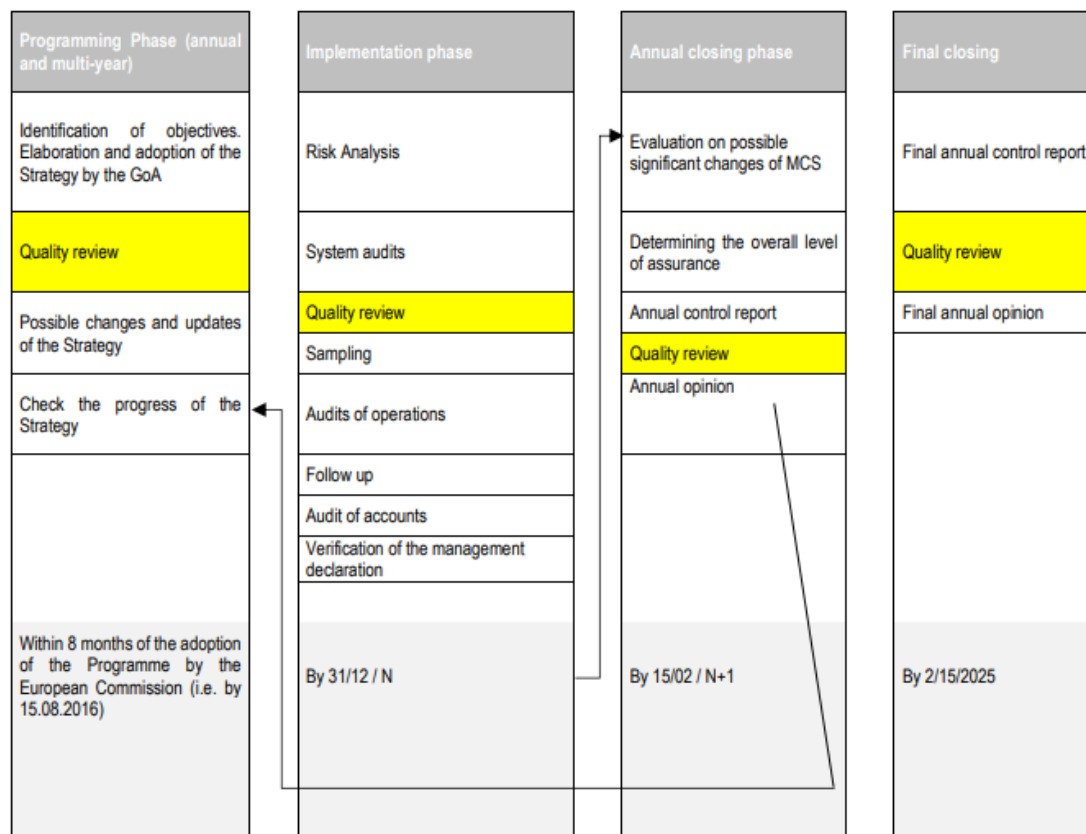 Programming Phase (annual
and multi-year)
Identification of objectives.
Elaboration and adoption of the
Strategy by the GoA
Quality review
Possible changes and updates
of the Strategy
Check the progress of the
Strategy
Within 8 months of the adoption
of the Programme by the
European Commission (i.e. by
15.08.2016)
Implementation phase
Risk Analysis
System audits
Quality review
Sampling
Audits of operations
Follow up
Audit of accounts
Verification of the management
declaration
By 31/12 / N
Annual closing phase
Evaluation on possible
significant changes of MCS
Determining the overall level
of assurance
Annual control report
Quality review
Annual opinion
By 15/02 / N+1
Final closing
Final annual control report
Quality review
Final annual opinion
By 2/15/2025